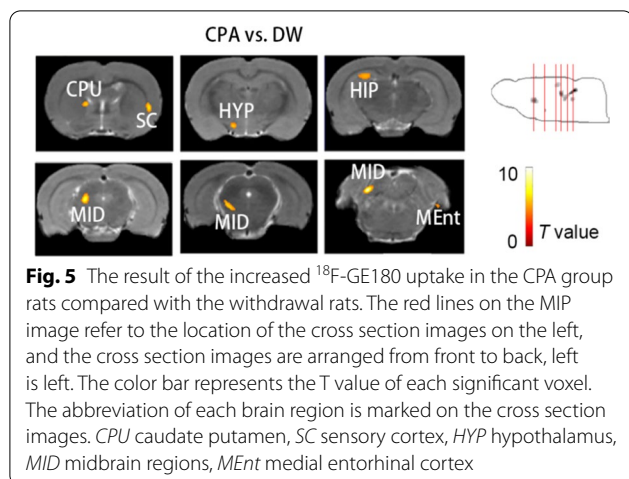 CPA vs. DW
CPU
SC
HYP
HIP
MID
MID
MID
MEnt
10
0
T value
Fig. 5 The result of the increased ¹⁸F-GE180 uptake in the CPA group
rats compared with the withdrawal rats. The red lines on the MIP
image refer to the location of the cross section images on the left,
and the cross section images are arranged from front to back, left
is left. The color bar represents the T value of each significant voxel.
The abbreviation of each brain region is marked on the cross section
images. CPU caudate putamen, SC sensory cortex, HYP hypothalamus,
MID midbrain regions, MEnt medial entorhinal cortex